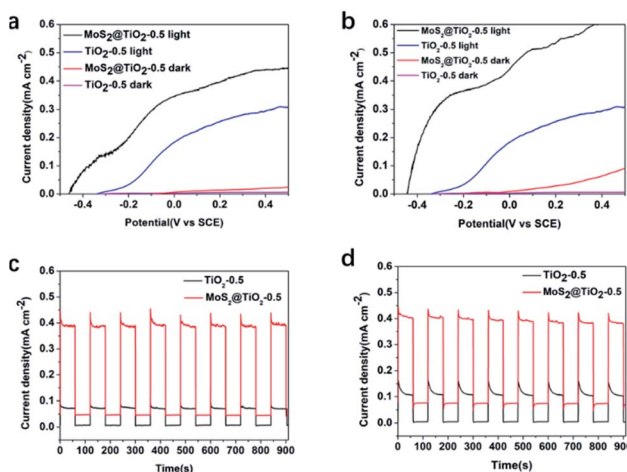 a
MoS₂@TiO₂-0.5 light
TiO₂-0.5 light
MoS₂@TiO₂-0.5 dark
TiO₂-0.5 dark
Current density(mA cm⁻²)
0.6
0.5
0.4
0.3
0.2
0.1
0.0
-0.4 -0.2 0.0 0.2 0.4
Potential(V vs SCE)
b
MoS₂@TiO₂-0.5 light
TiO₂-0.5 light
MoS₂@TiO₂-0.5 dark
TiO₂-0.5 dark
Current density(mA cm⁻²)
0.6
0.5
0.4
0.3
0.2
0.1
0.0
-0.4 -0.2 0.0 0.2 0.4
Potential(V vs SCE)
c
TiO₂-0.5
MoS₂@TiO₂-0.5
Current density(mA cm⁻²)
0.6
0.5
0.4
0.3
0.2
0.1
0.0
0 100 200 300 400 500 600 700 800 900
Time(s)
d
TiO₂-0.5
MoS₂@TiO₂-0.5
Current density(mA cm⁻²)
0.6
0.5
0.4
0.3
0.2
0.1
0.0
0 100 200 300 400 500 600 700 800 900
Time(s)